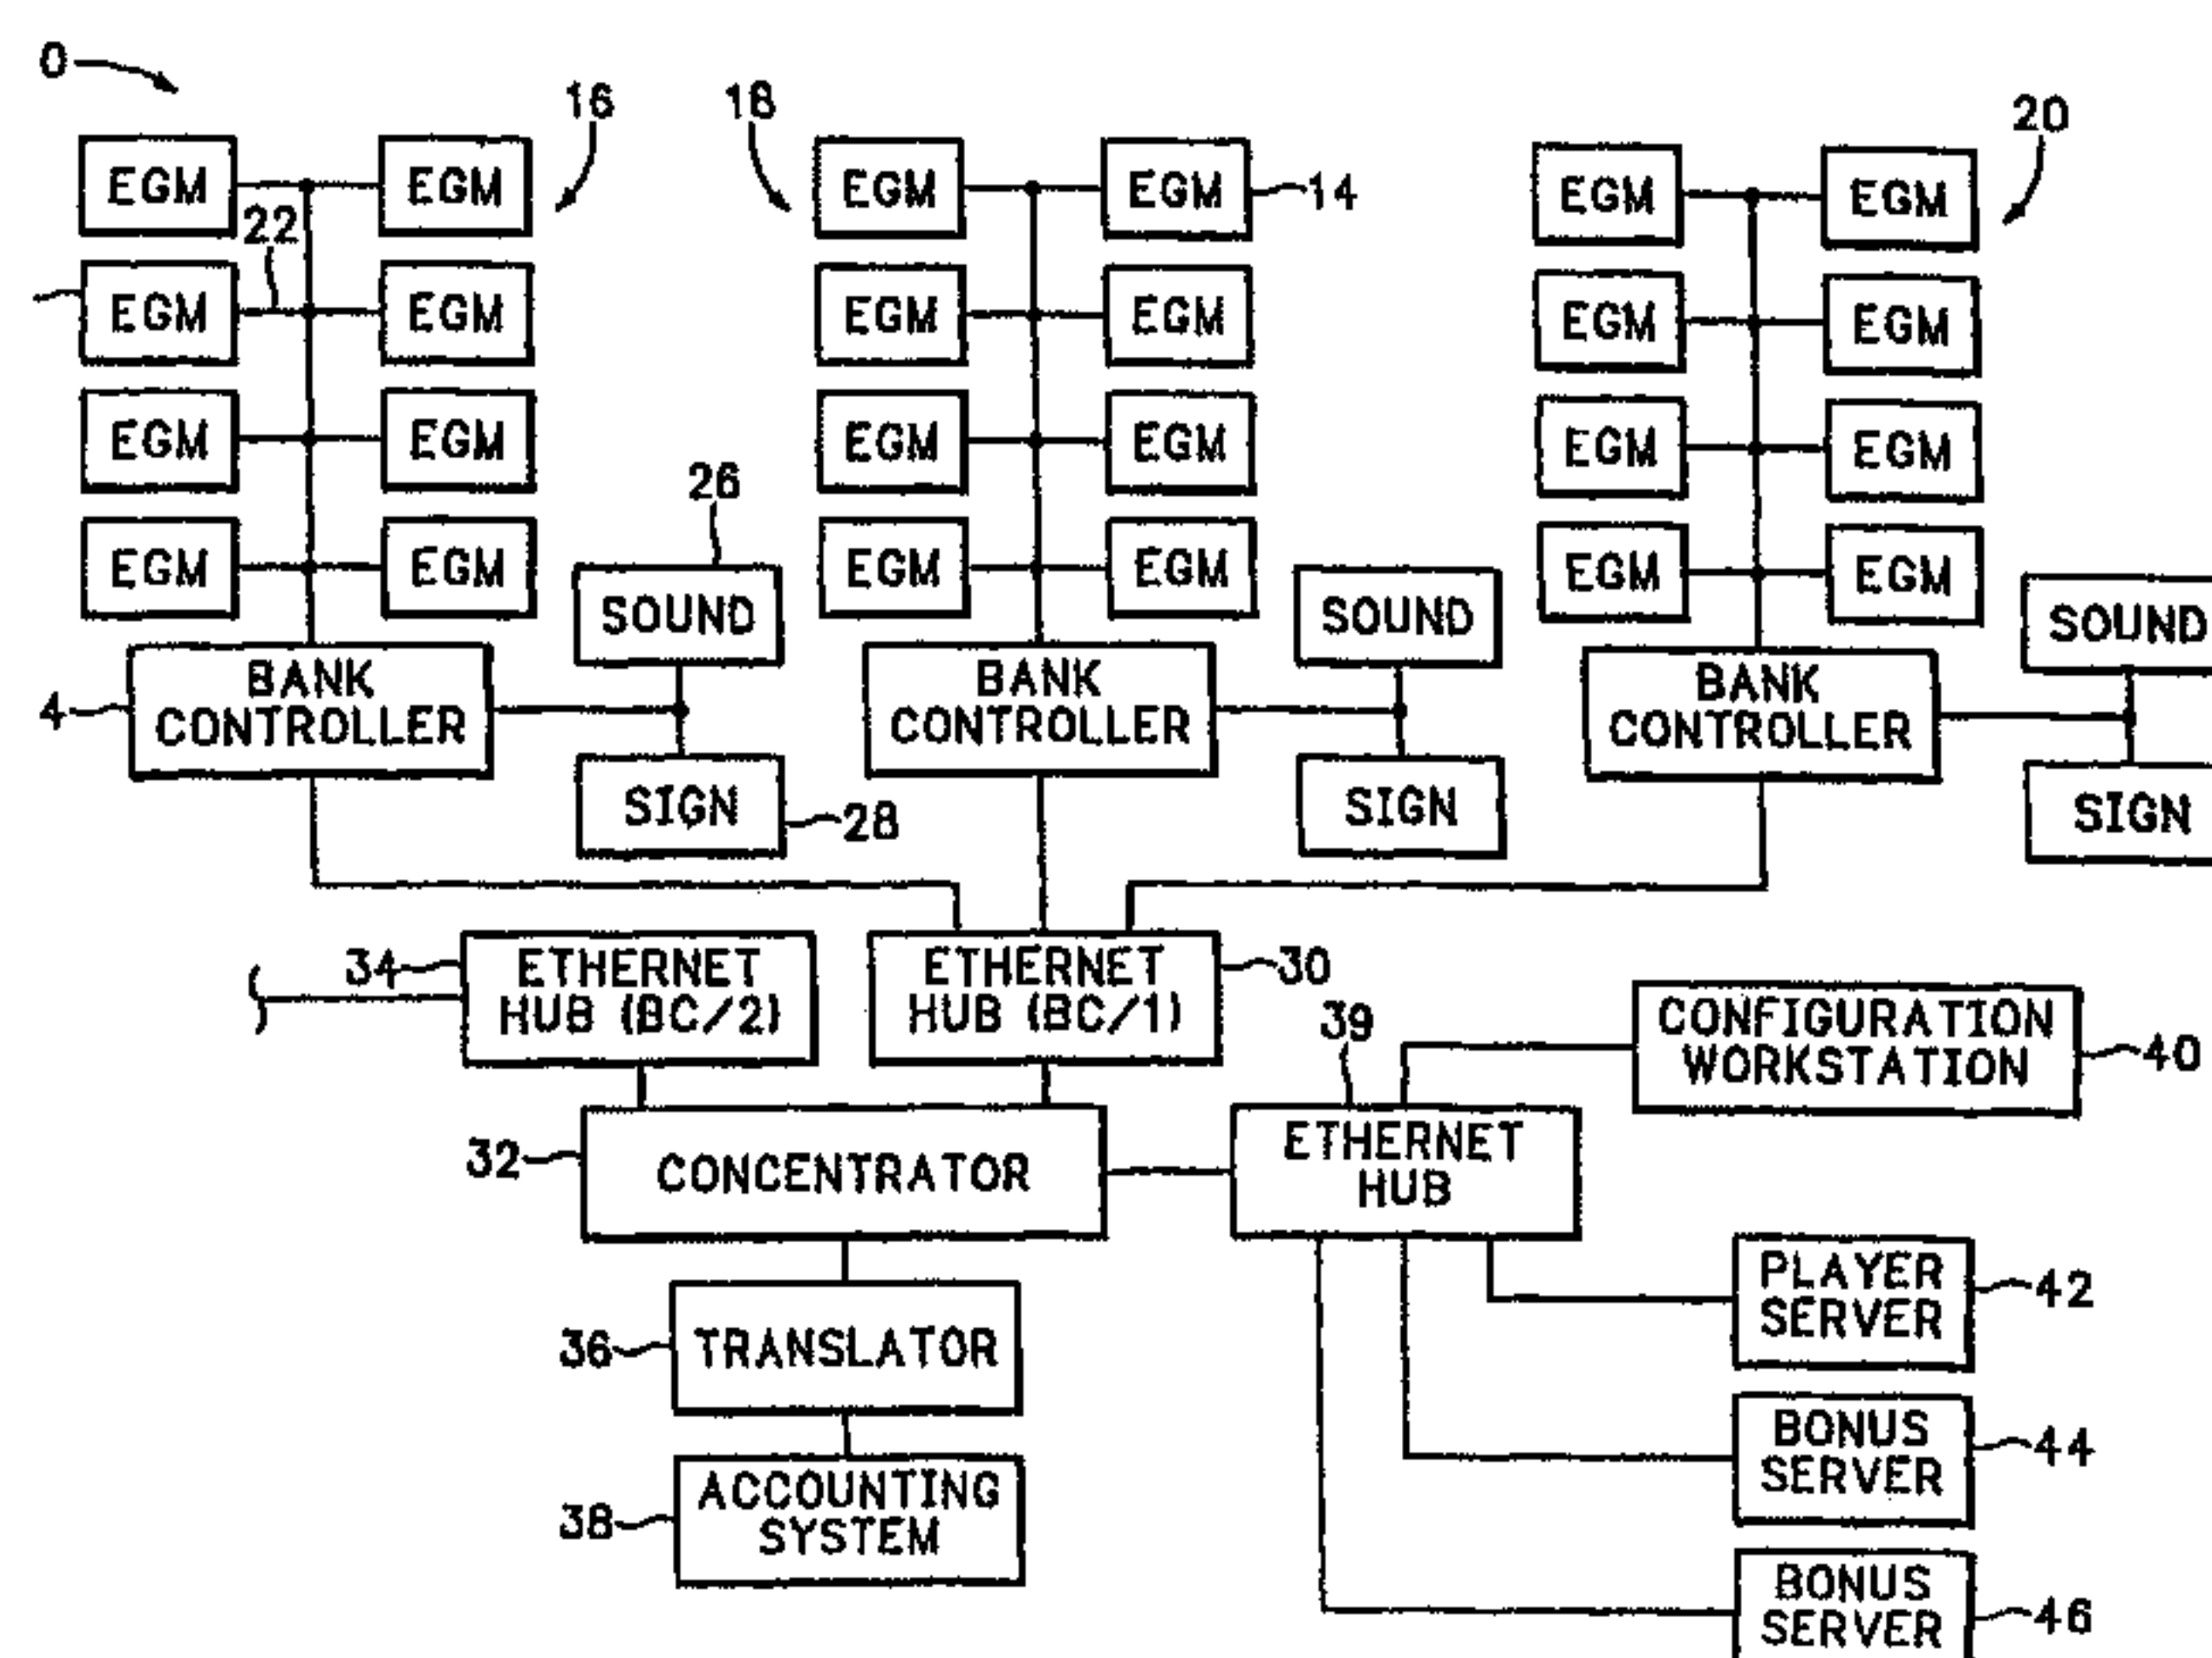 0
16
18
20
EGM EGM EGM EGM 14 EGM EGM
22
EGM EGM EGM EGM EGM EGM
EGM EGM EGM EGM EGM EGM
26
EGM EGM EGM EGM EGM EGM
SOUND
SOUND
SOUND
4
BANK
CONTROLLER
BANK
CONTROLLER
BANK
CONTROLLER
SIGN 28
SIGN
SIGN
34
ETHERNET
HUB (BC/2)
ETHERNET
HUB (BC/1)
30
39
CONFIGURATION
WORKSTATION
40
32
CONCENTRATOR
ETHERNET
HUB
PLAYER
SERVER
42
36
TRANSLATOR
BONUS
SERVER
44
38
ACCOUNTING
SYSTEM
BONUS
SERVER
46